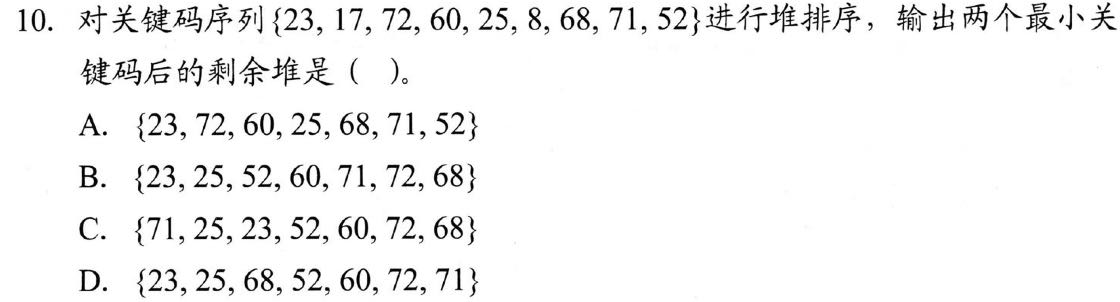 10. 对关键码序列{23, 17, 72, 60, 25, 8, 68, 71, 52}进行堆排序，输出两个最小关
键码后的剩余堆是（ ）。
A. {23, 72, 60, 25, 68, 71, 52}
B. {23, 25, 52, 60, 71, 72, 68}
C. {71, 25, 23, 52, 60, 72, 68}
D. {23, 25, 68, 52, 60, 72, 71}